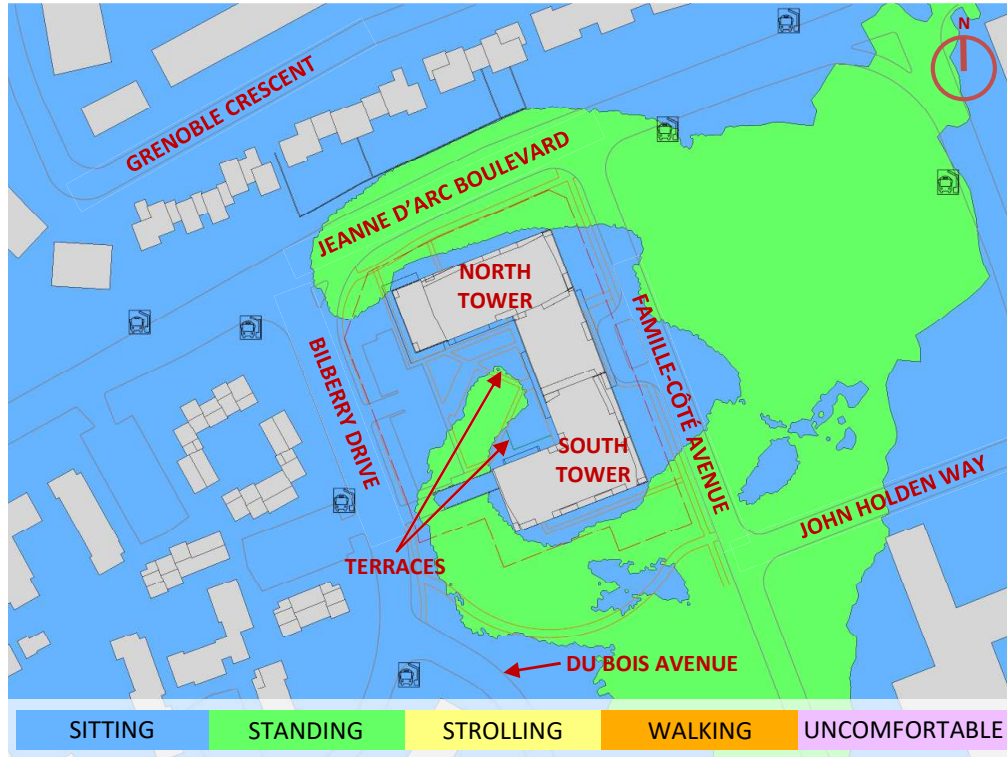 N
GRENOBLE CRESCENT
JEANNE D'ARC BOULEVARD
NORTH
TOWER
BILBERRY DRIVE
FAMILLE-CÔTÉ AVENUE
SOUTH
TOWER
JOHN HOLDEN WAY
TERRACES
DU BOIS AVENUE
SITTING
STANDING
STROLLING
WALKING
UNCOMFORTABLE